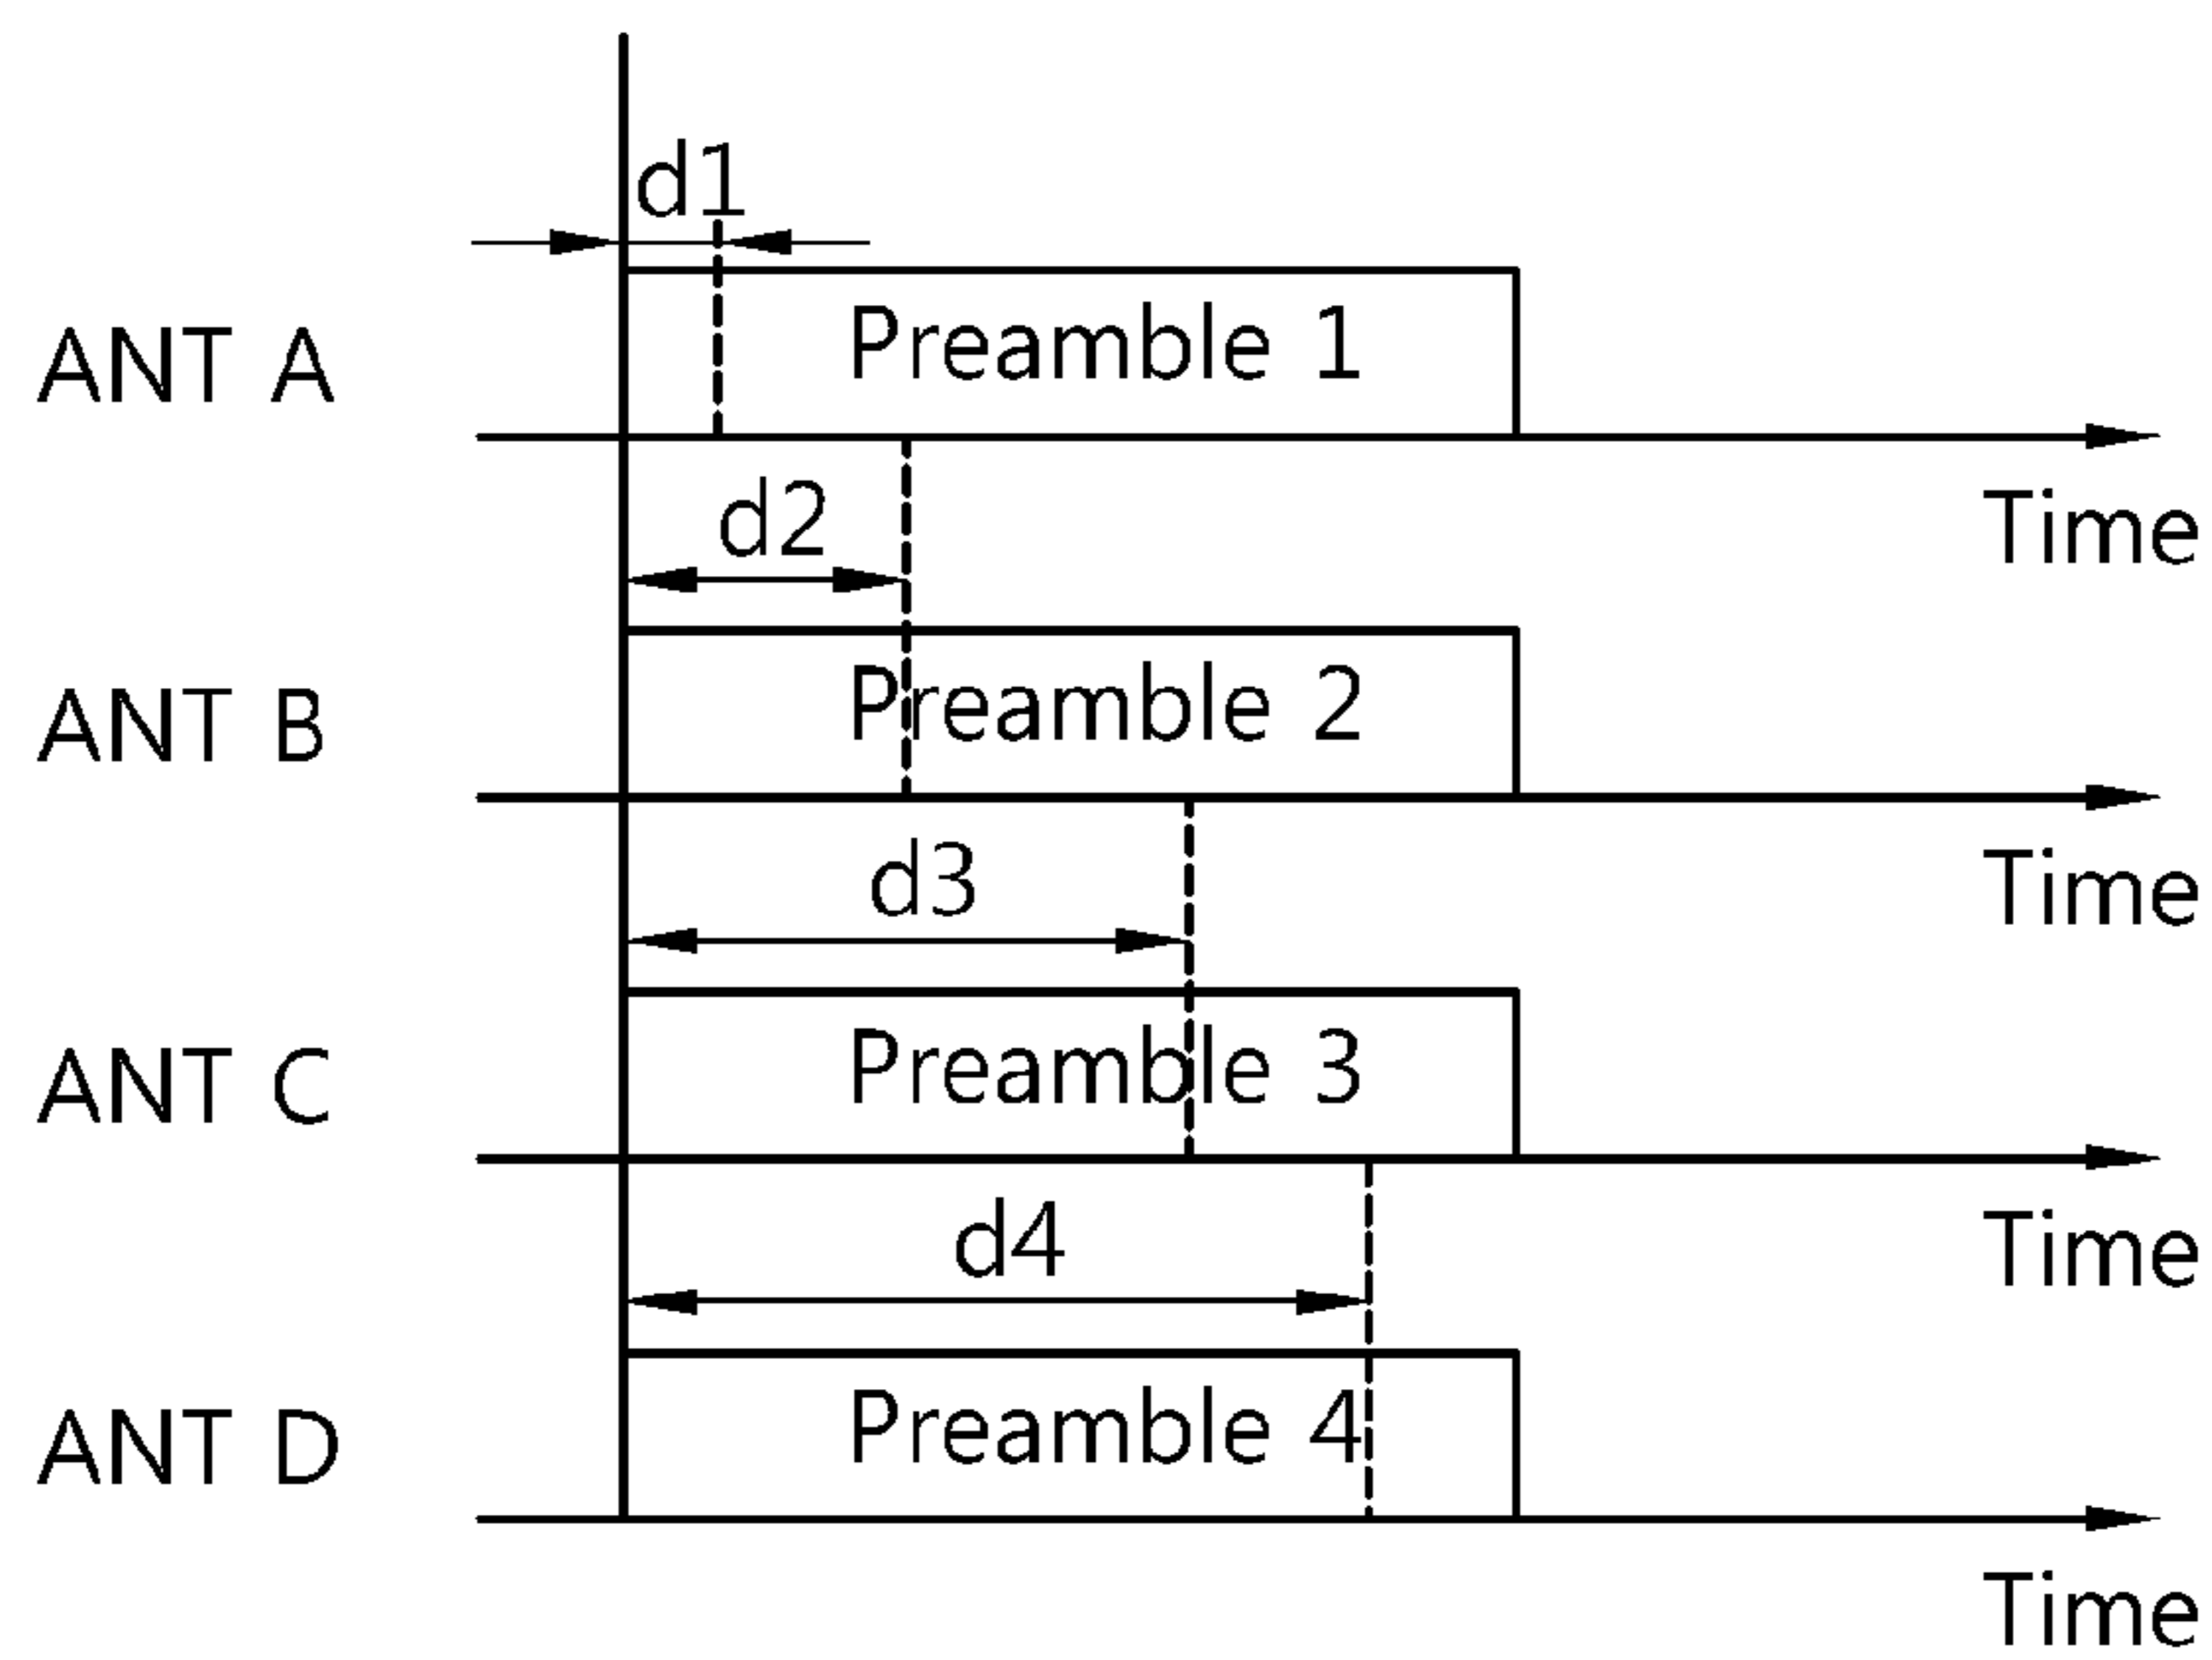 d1
ANT A
Preamble 1
Time
d2
ANT B
Preamble 2
Time
d3
ANT C
Preamble 3
Time
d4
ANT D
Preamble 4
Time